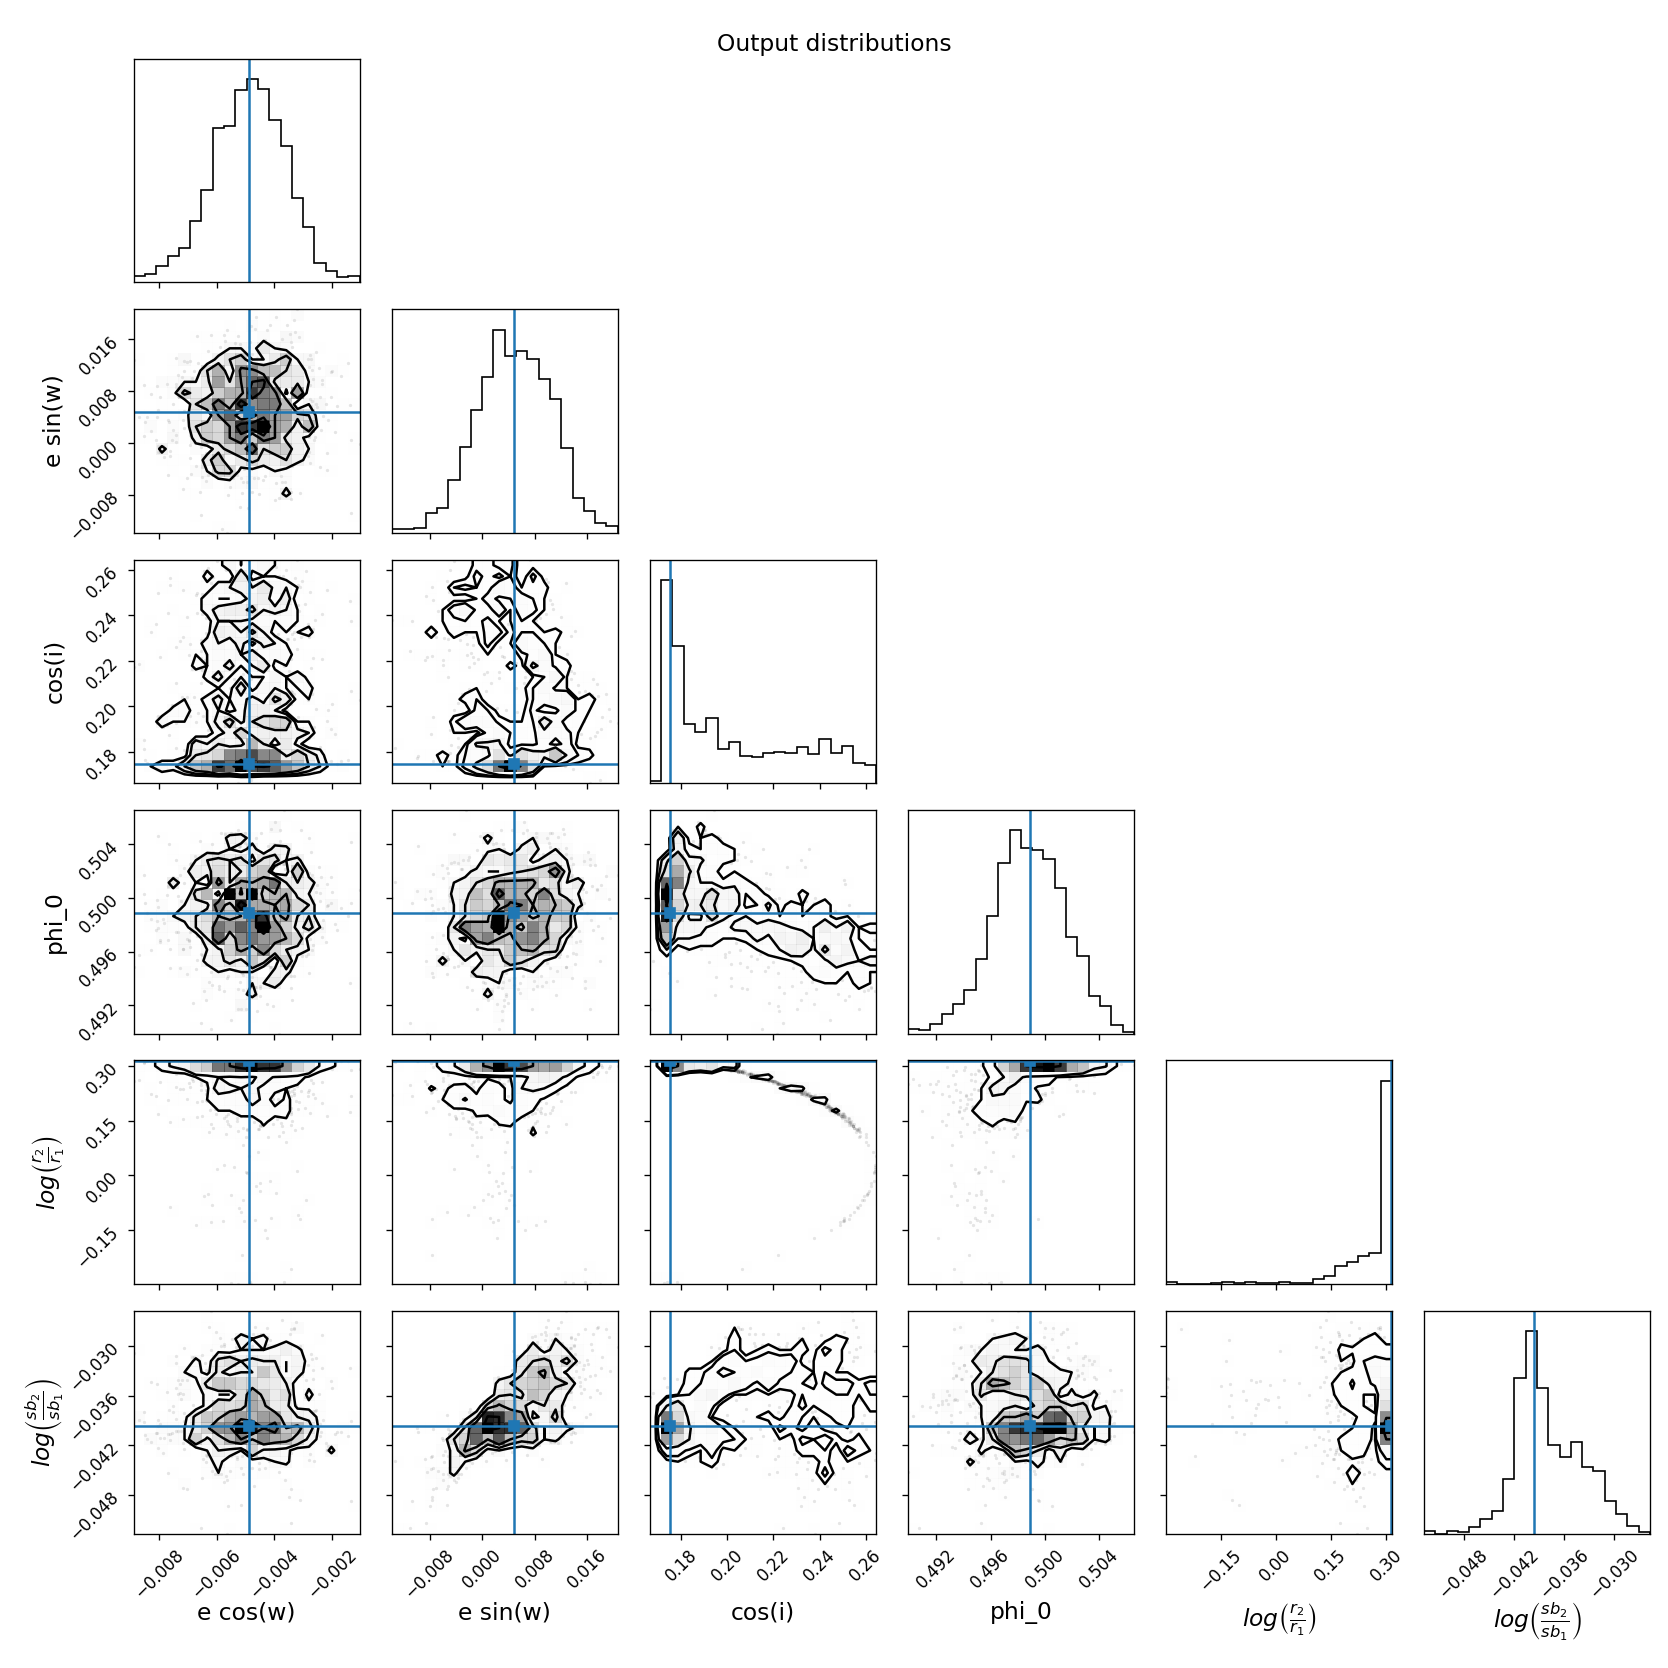 Output distributions
e sin(w)
0.016
0.008
0.000
−0.008
cos(i)
0.26
0.24
0.22
0.20
0.18
phi_0
0.504
0.500
0.496
0.492
log(r₂/r₁)
0.30
0.15
0.00
−0.15
log(sb₂/sb₁)
−0.030
−0.036
−0.042
−0.048
−0.008 −0.006 −0.004 −0.002 −0.008 0.000 0.008 0.016 0.18 0.20 0.22 0.24 0.26 0.492 0.496 0.500 0.504 −0.15 0.00 0.15 0.30 −0.048 −0.042 −0.036 −0.030
e cos(w) e sin(w) cos(i) phi_0 log(r₂/r₁) log(sb₂/sb₁)